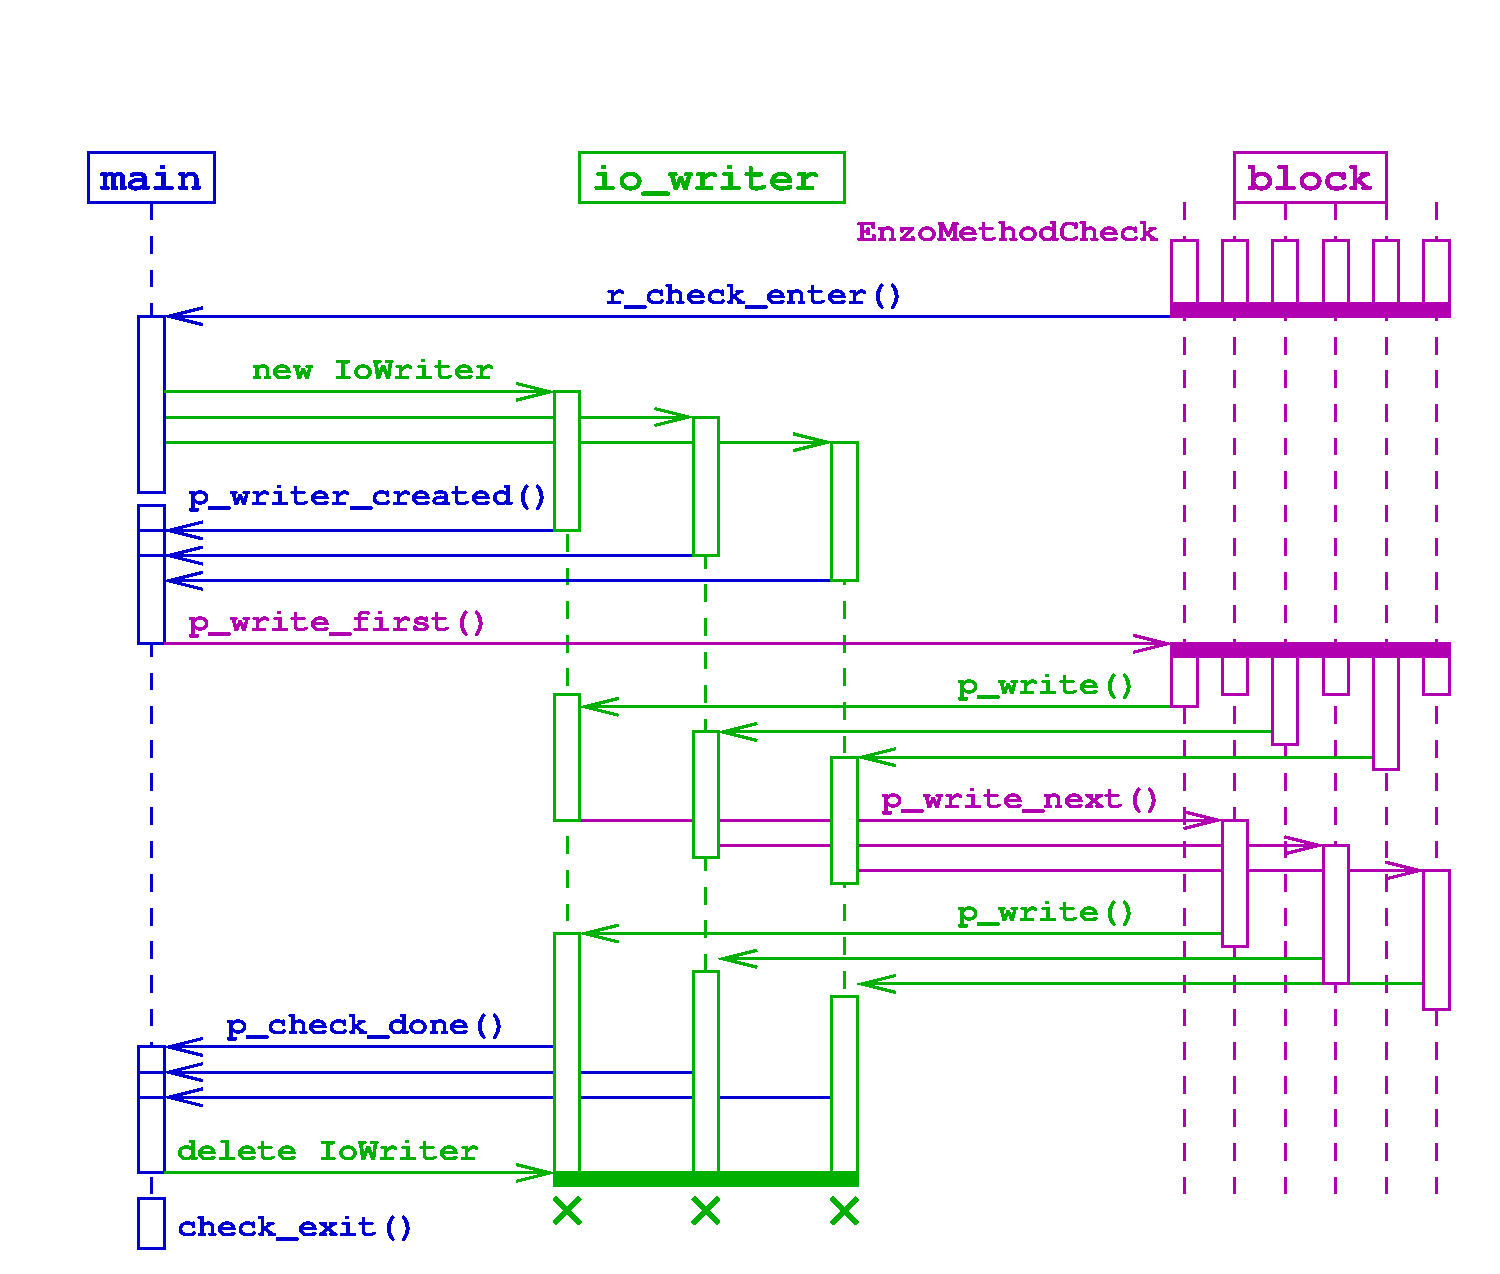 main
io_writer
block
EnzoMethodCheck
r_check_enter()
new IoWriter
p_writer_created()
p_write_first()
p_write()
p_write_next()
p_write()
p_check_done()
delete IoWriter
check_exit()